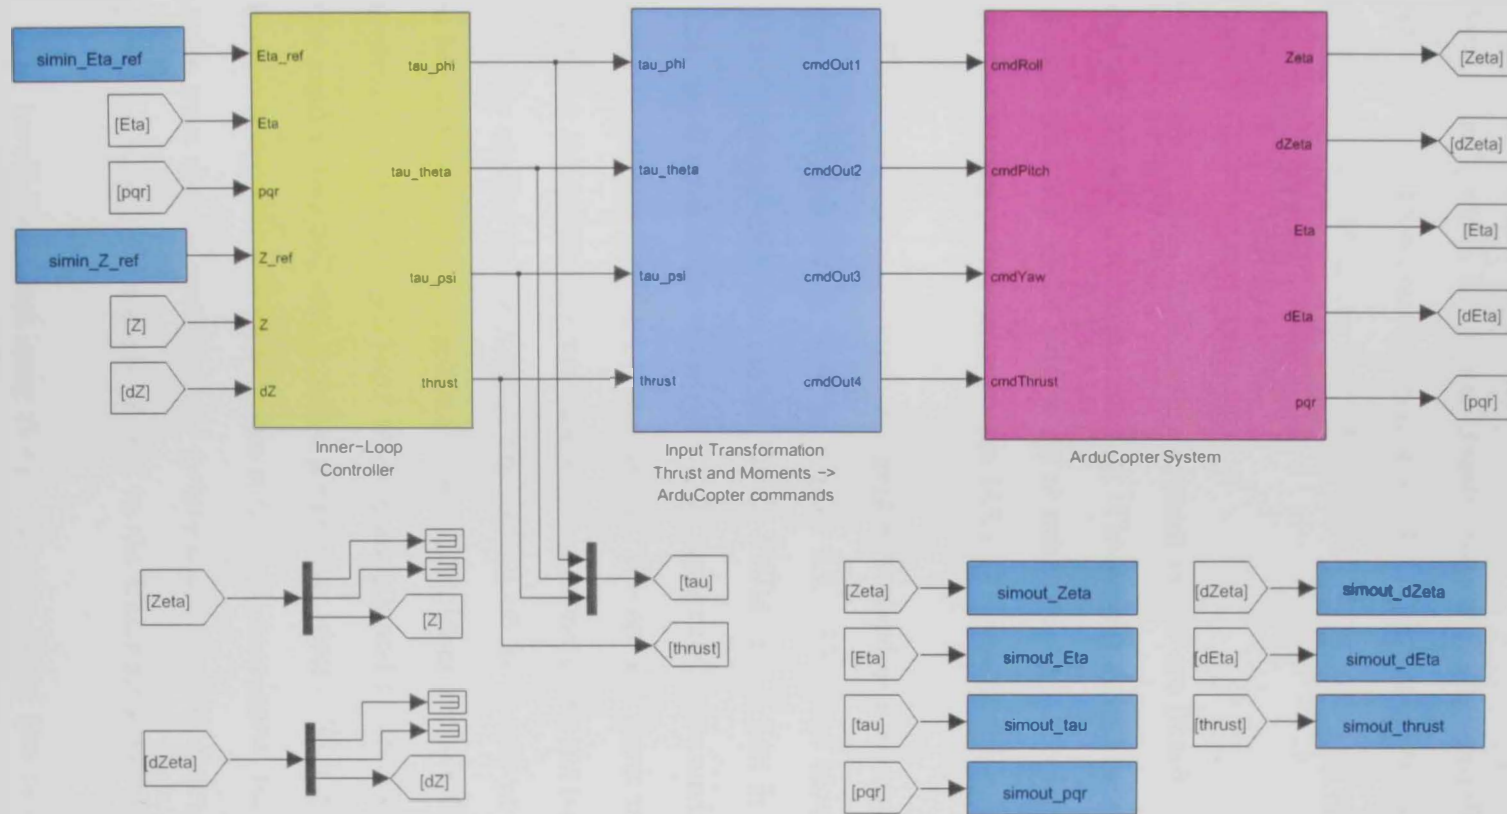 simin_Eta_ref
[Eta]
[pqr]
simin_Z_ref
[Z]
[dZ]
Eta_ref
Eta
pqr
Z_ref
Z
dZ
tau_phi
tau_theta
tau_psi
thrust
Inner-Loop
Controller
tau_phi
tau_theta
tau_psi
thrust
cmdOut1
cmdOut2
cmdOut3
cmdOut4
Input Transformation
Thrust and Moments ->
ArduCopter commands
cmdRoll
cmdPitch
cmdYaw
cmdThrust
Zeta
dZeta
Eta
dEta
pqr
ArduCopter System
[Zeta]
[dZeta]
[Eta]
[dEta]
[pqr]
[Zeta]
[Z]
[dZeta]
[dZ]
[tau]
[thrust]
[Zeta]
simout_Zeta
[Eta]
simout_Eta
[tau]
simout_tau
[pqr]
simout_pqr
[dZeta]
simout_dZeta
[dEta]
simout_dEta
[thrust]
simout_thrust